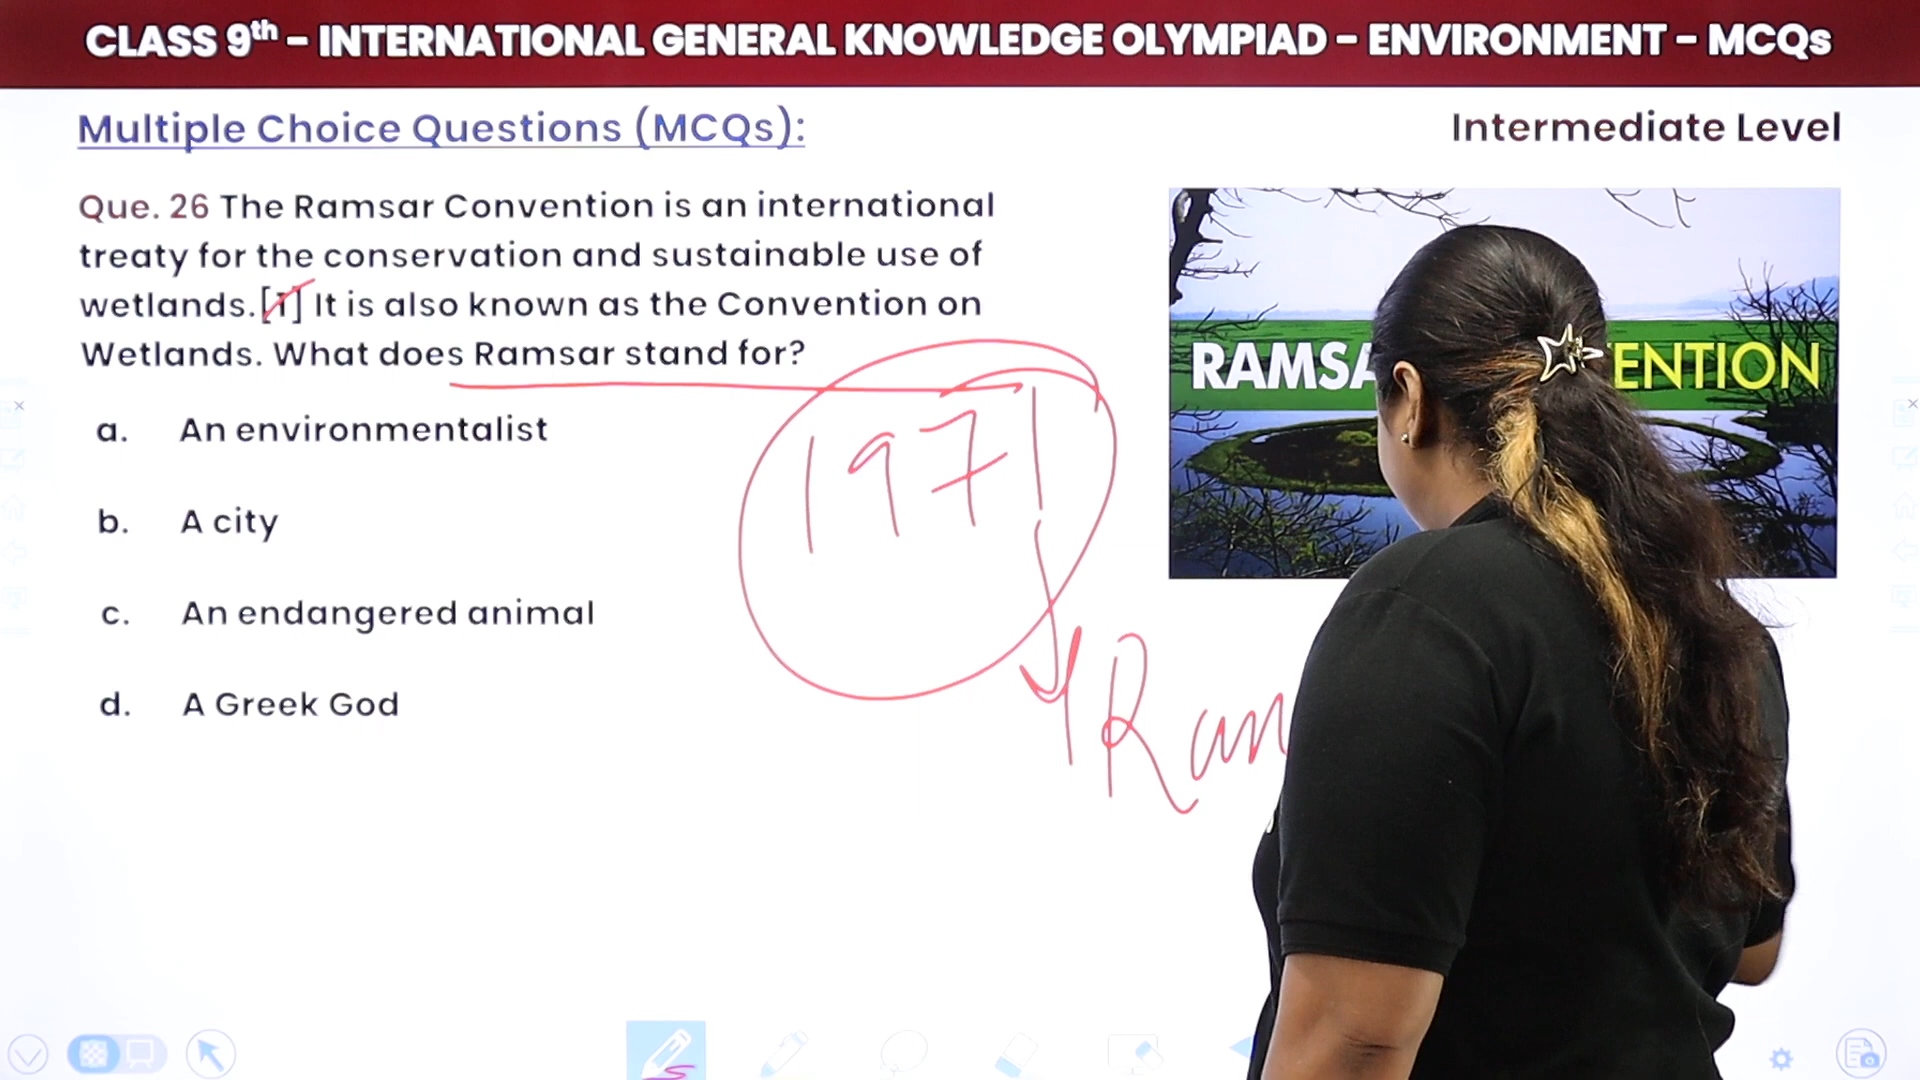 CLASS 9th - INTERNATIONAL GENERAL KNOWLEDGE OLYMPIAD - ENVIRONMENT - MCQs
Multiple Choice Questions (MCQs):
Intermediate Level
Que. 26 The Ramsar Convention is an international
treaty for the conservation and sustainable use of
wetlands.[1] It is also known as the Convention on
Wetlands. What does Ramsar stand for?
a. An environmentalist
b. A city
c. An endangered animal
d. A Greek God
1971
RAMSA ENTION